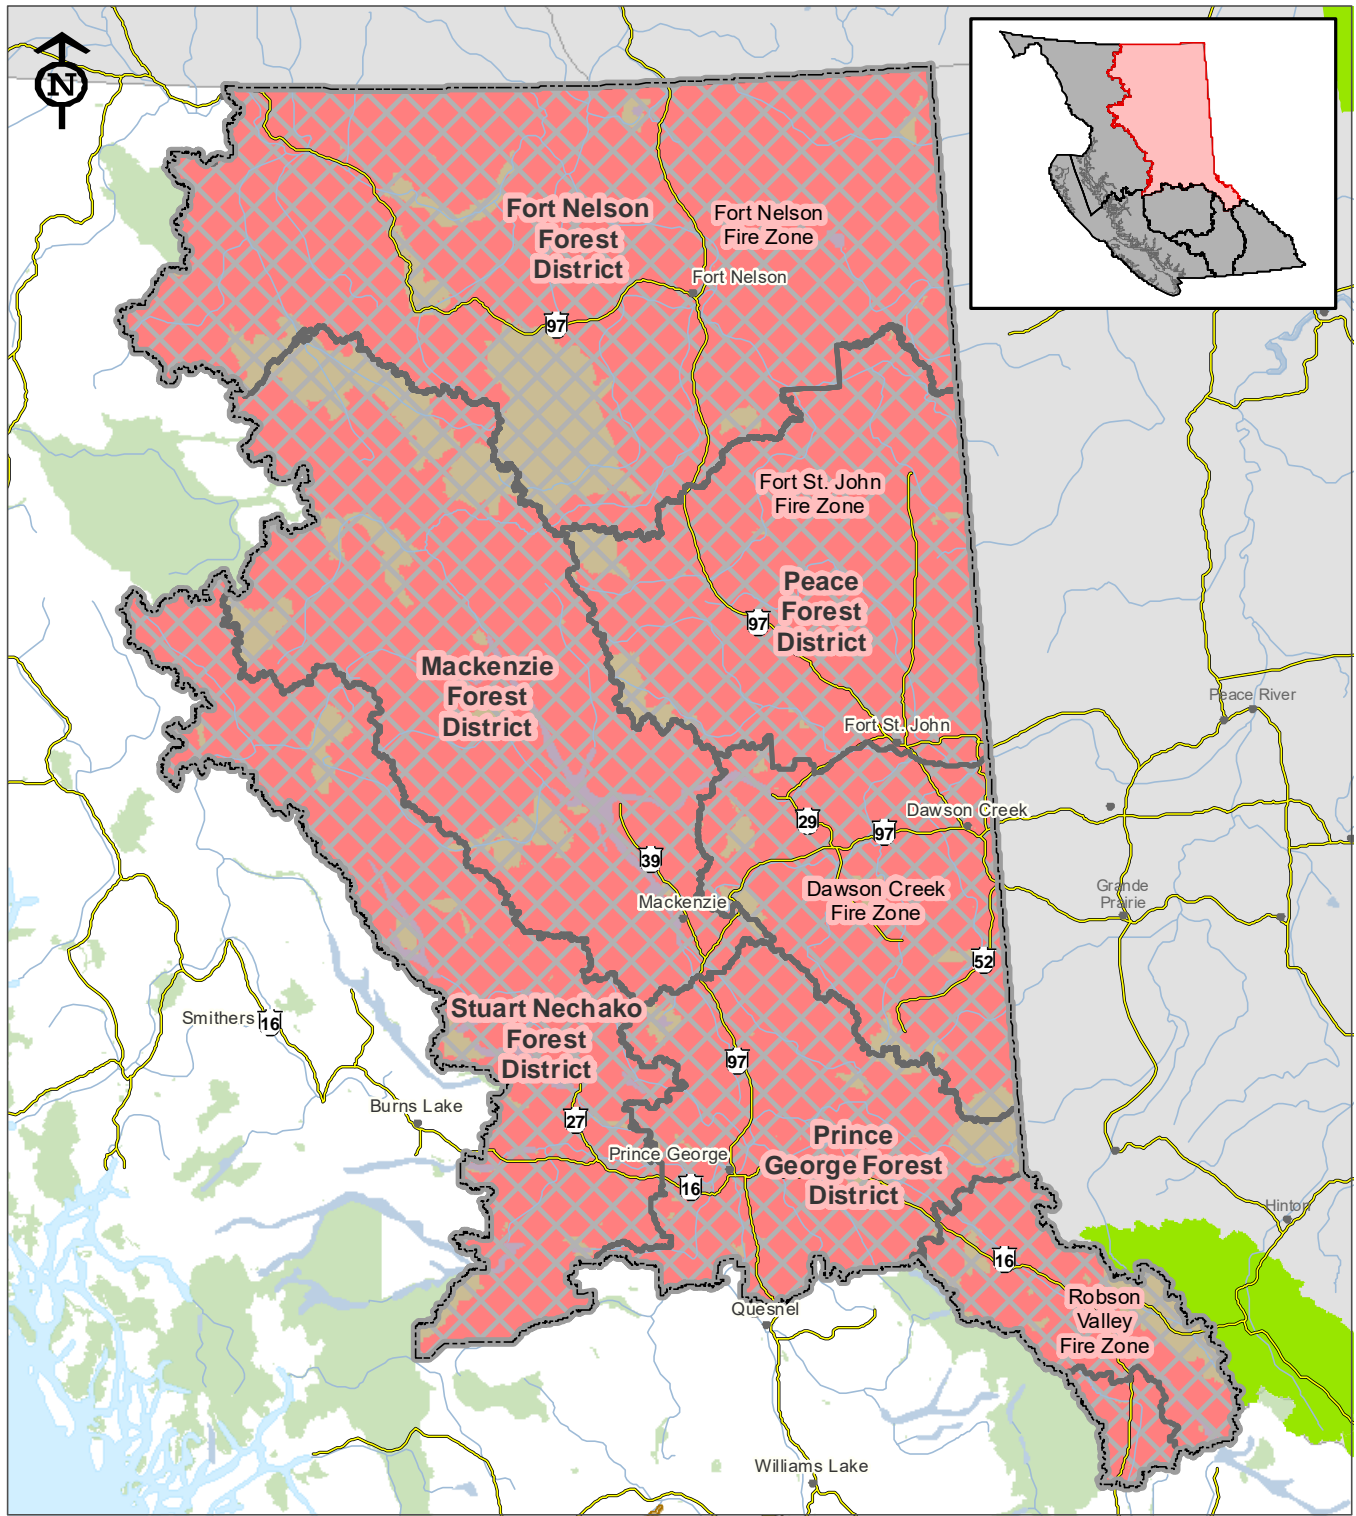 N
Fort Nelson
Forest
District
Fort Nelson
Fire Zone
Fort Nelson
97
Fort St. John
Fire Zone
Peace
Forest
District
97
Mackenzie
Forest
District
Fort St. John
Peace River
29
97
Dawson Creek
39
Mackenzie
Dawson Creek
Fire Zone
Grande
Prairie
52
Stuart Nechako
Forest
District
Smithers
16
97
Burns Lake
27
Prince George
16
Prince
George Forest
District
Hinton
16
Robson
Valley
Fire Zone
Quesnel
Williams Lake